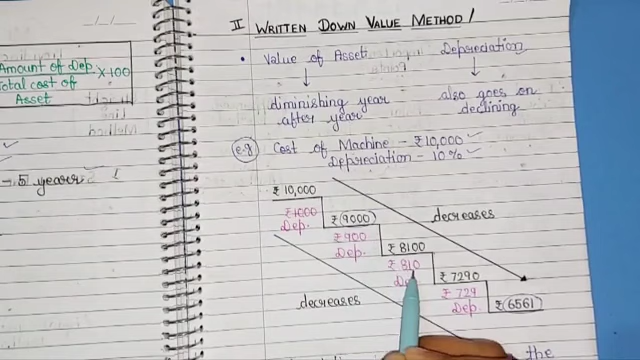 Amount of Dep. × 100
Total cost of
Asset
- 5 years
II WRITTEN DOWN VALUE METHOD /
• Value of Asset Depreciation
↓ ↓
diminishing year also goes on
after year declining
e.g Cost of Machine - ₹10,000
Depreciation - 10%
₹ 10,000
₹1000 ₹(9000) decreases
Dep.
₹900 ₹ 8100
Dep.
₹ 810 ₹ 7290
decreases ₹ 729 ₹(6561)
Dep
the